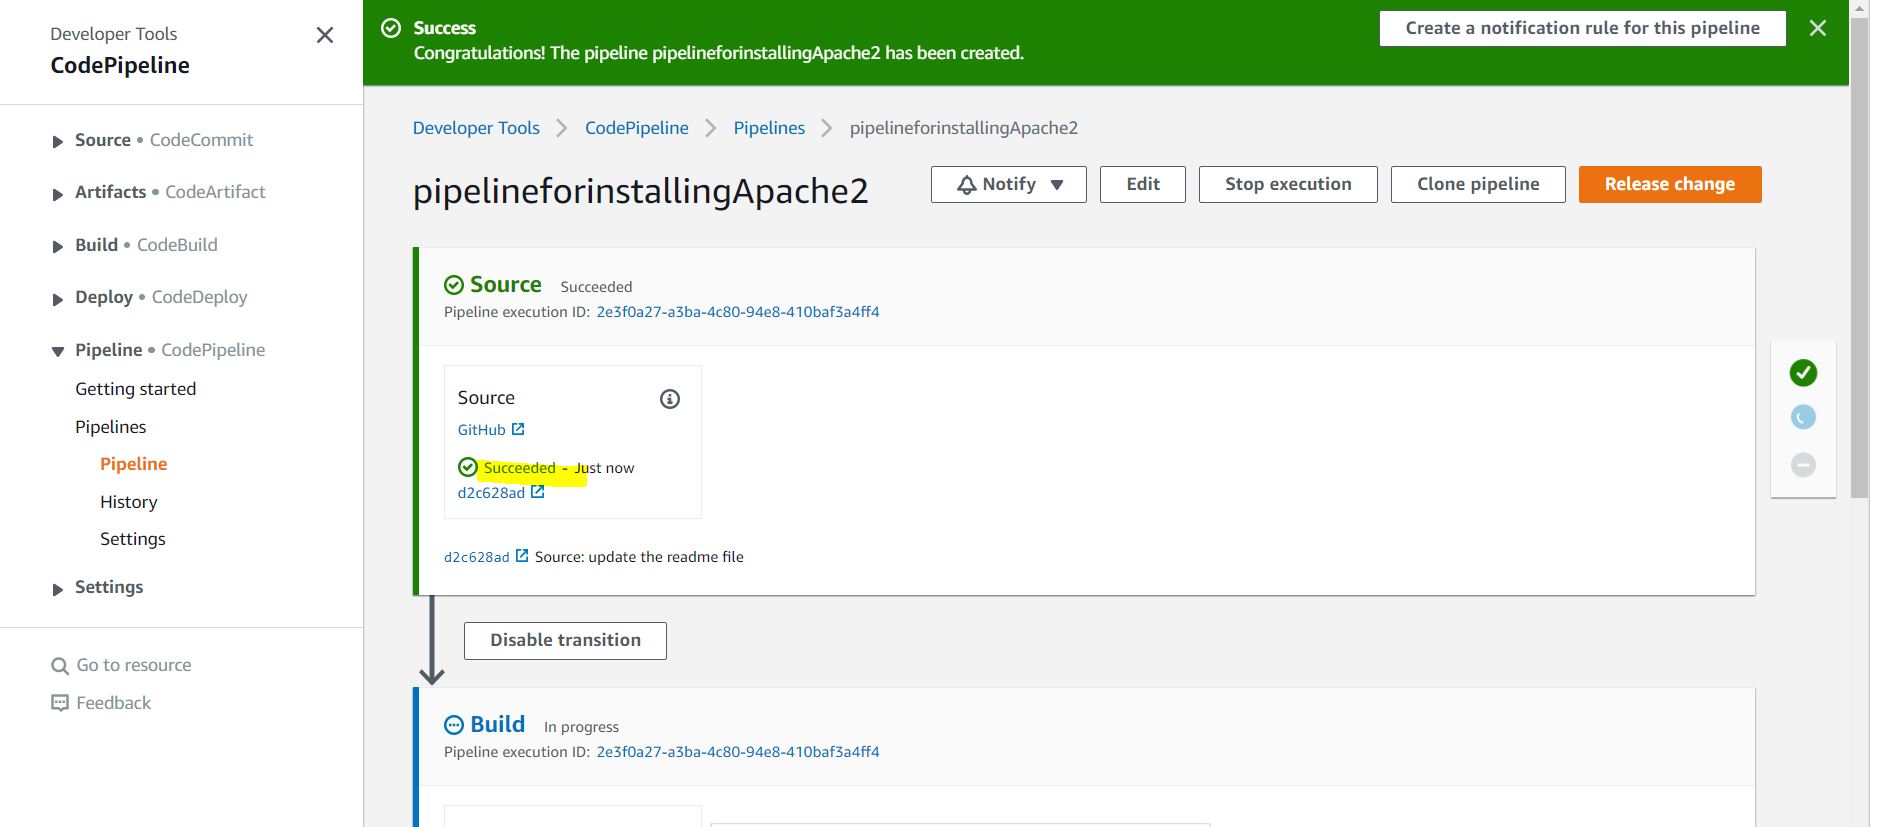 Developer Tools
CodePipeline
Source • CodeCommit
Artifacts • CodeArtifact
Build • CodeBuild
Deploy • CodeDeploy
Pipeline • CodePipeline
Getting started
Pipelines
Pipeline
History
Settings
Settings
Go to resource
Feedback
Success
Congratulations! The pipeline pipelineforinstallingApache2 has been created.
Create a notification rule for this pipeline
Developer Tools > CodePipeline > Pipelines > pipelineforinstallingApache2
pipelineforinstallingApache2
Notify
Edit
Stop execution
Clone pipeline
Release change
Source Succeeded
Pipeline execution ID: 2e3f0a27-a3ba-4c80-94e8-410baf3a4ff4
Source
GitHub
Succeeded - Just now
d2c628ad
d2c628ad Source: update the readme file
Disable transition
Build In progress
Pipeline execution ID: 2e3f0a27-a3ba-4c80-94e8-410baf3a4ff4